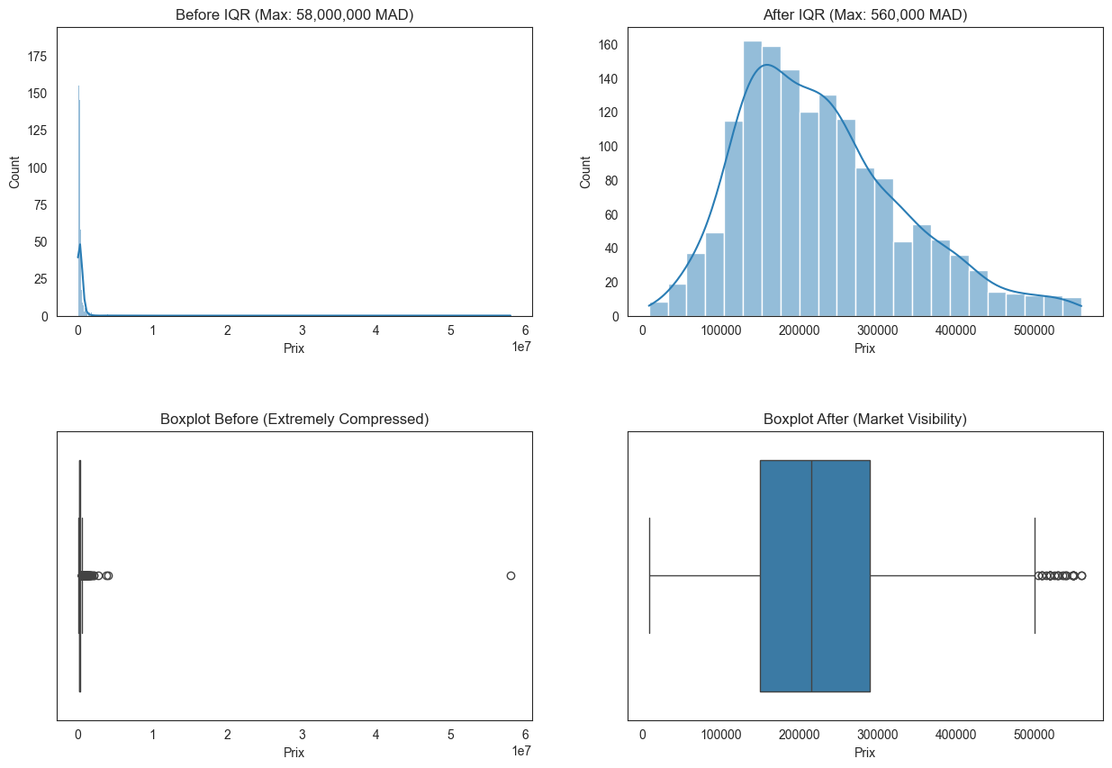 Before IQR (Max: 58,000,000 MAD)
175
150
125
100
75
50
25
0
Count
0 1 2 3 4 5 6
1e7
Prix
After IQR (Max: 560,000 MAD)
160
140
120
100
80
60
40
20
0
Count
0 100000 200000 300000 400000 500000
Prix
Boxplot Before (Extremely Compressed)
0 1 2 3 4 5 6
1e7
Prix
Boxplot After (Market Visibility)
0 100000 200000 300000 400000 500000
Prix